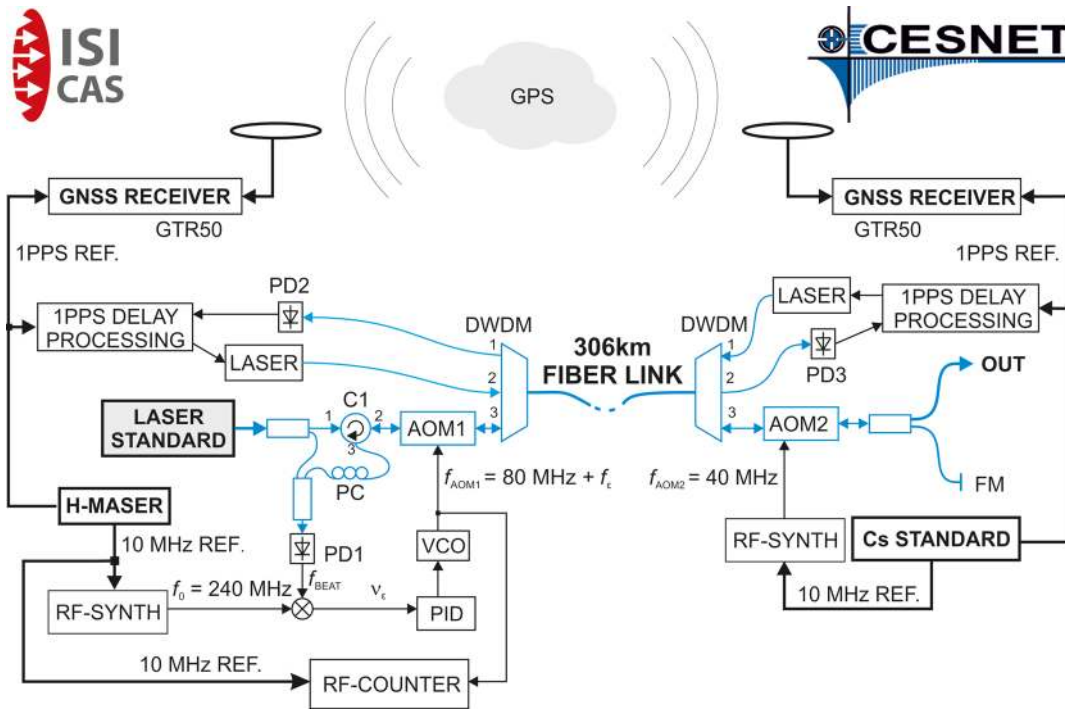 ISI
CAS
CESNET
GPS
GNSS RECEIVER
GTR50
1PPS REF.
GNSS RECEIVER
GTR50
1PPS REF.
PD2
1PPS DELAY
PROCESSING
LASER
DWDM
1
2
3
306km
FIBER LINK
DWDM
1
2
3
LASER
1PPS DELAY
PROCESSING
PD3
OUT
LASER
STANDARD
C1
1
2
3
AOM1
PC
AOM2
FM
f_AOM1 = 80 MHz + f_ε
f_AOM2 = 40 MHz
H-MASER
10 MHz REF.
PD1
VCO
RF-SYNTH
Cs STANDARD
f_0 = 240 MHz
f_BEAT
ν_ε
RF-SYNTH
PID
10 MHz REF.
10 MHz REF.
RF-COUNTER